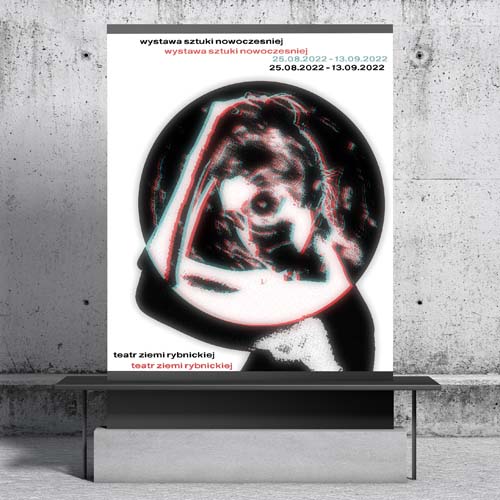 wystawa sztuki nowoczesniej
wystawa sztuki nowoczesniej
25.08.2022 - 13.09.2022
25.08.2022 - 13.09.2022
teatr ziemi rybnickiej
teatr ziemi rybnickiej